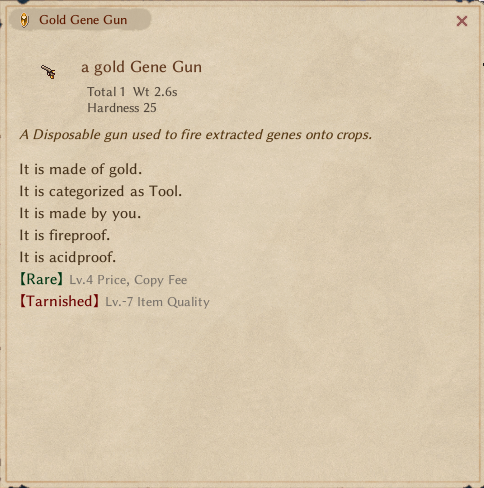 Gold Gene Gun
a gold Gene Gun
Total 1 Wt 2.6s
Hardness 25
A Disposable gun used to fire extracted genes onto crops.
It is made of gold.
It is categorized as Tool.
It is made by you.
It is fireproof.
It is acidproof.
【Rare】 Lv.4 Price, Copy Fee
【Tarnished】 Lv.-7 Item Quality